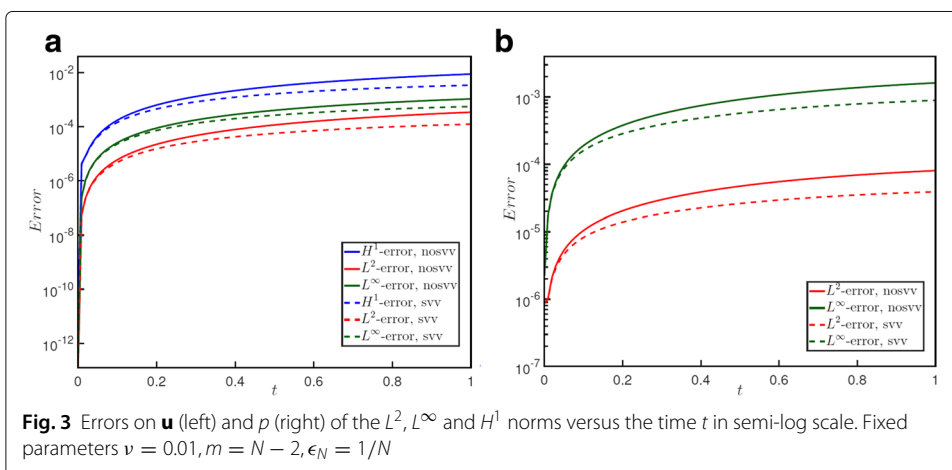 a
b
10^-2
10^-4
10^-6
10^-8
10^-10
10^-12
Error
0 0.2 0.4 0.6 0.8 1
t
H^1-error, nosvv
L^2-error, nosvv
L^∞-error, nosvv
H^1-error, svv
L^2-error, svv
L^∞-error, svv
10^-3
10^-4
10^-5
10^-6
10^-7
Error
0 0.2 0.4 0.6 0.8 1
t
L^2-error, nosvv
L^∞-error, nosvv
L^2-error, svv
L^∞-error, svv
Fig. 3 Errors on u (left) and p (right) of the L^2, L^∞ and H^1 norms versus the time t in semi-log scale. Fixed
parameters ν = 0.01, m = N − 2, ϵ_N = 1/N